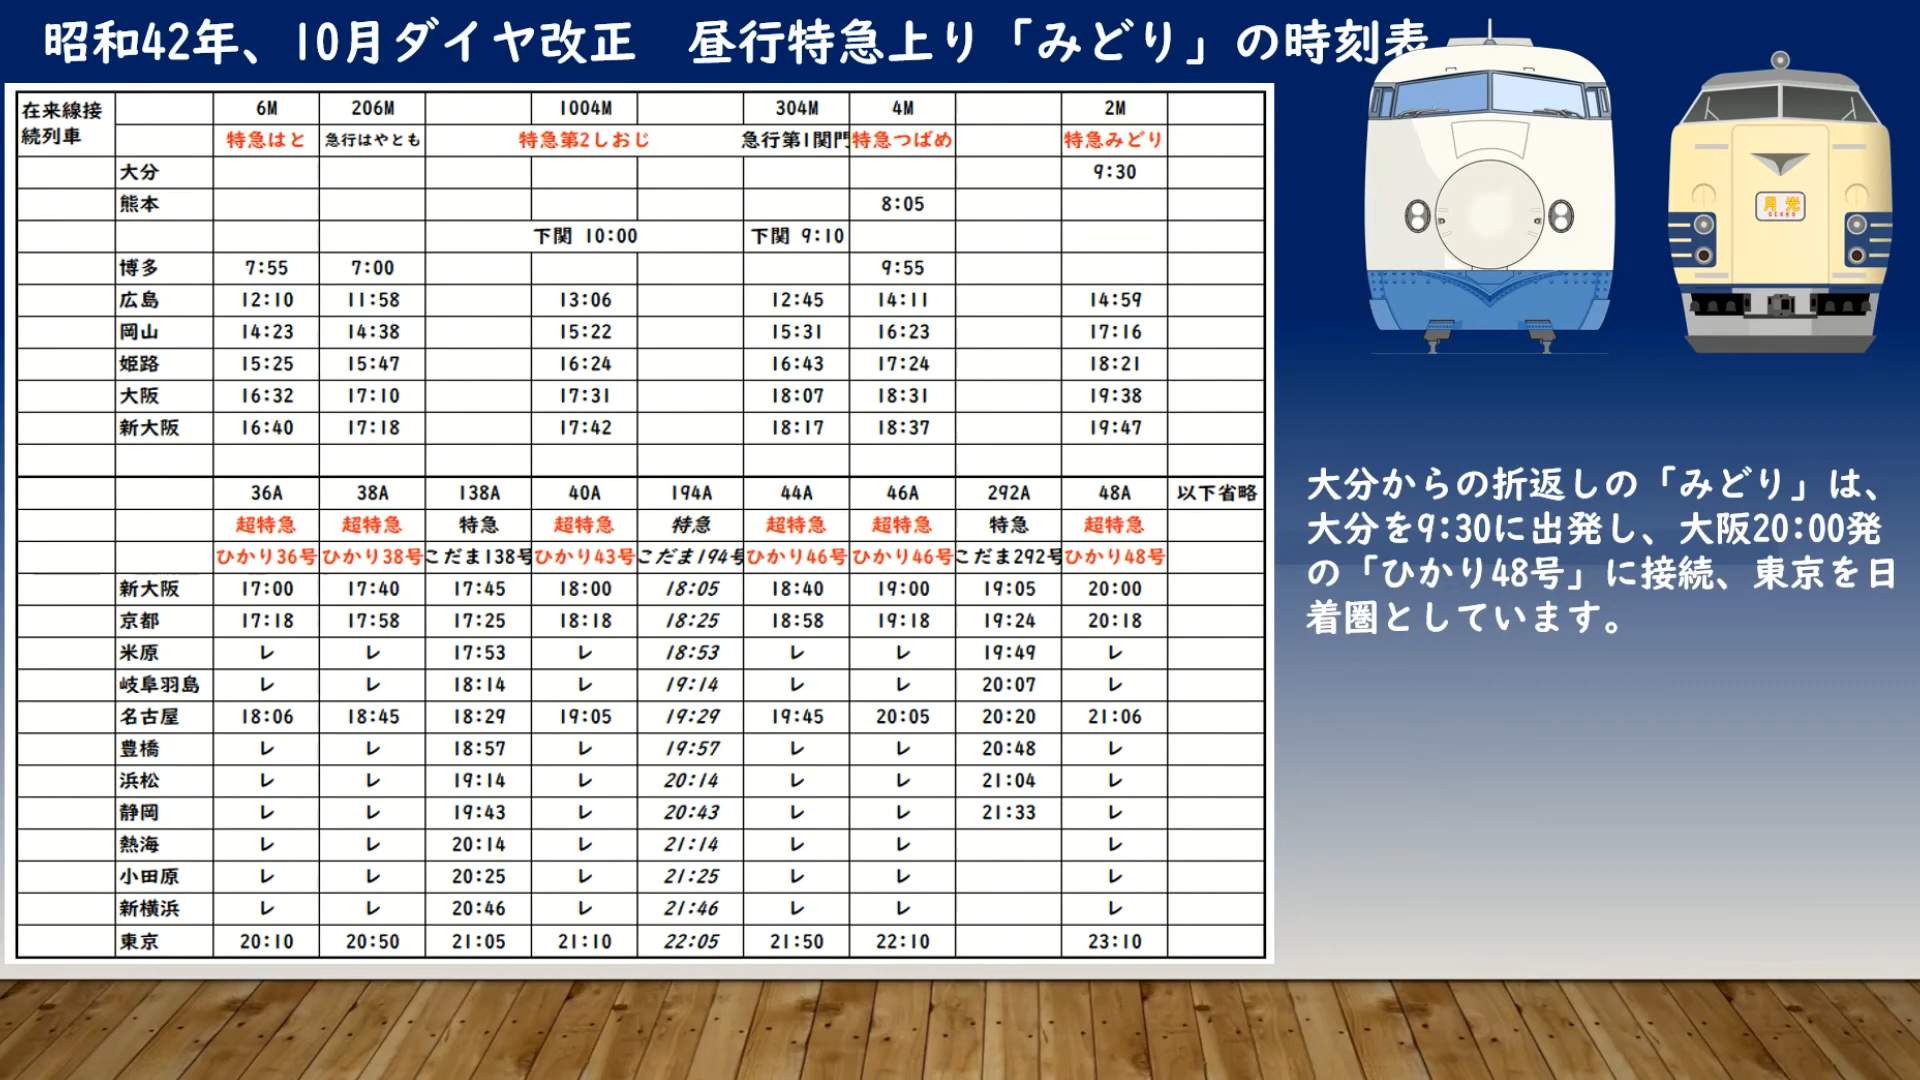 昭和42年、10月ダイヤ改正　昼行特急上り「みどり」の時刻表
在来線接続列車 6M 206M 1004M 304M 4M 2M
特急はと 急行はやとも 特急第2しおじ 急行第1関門 特急つばめ 特急みどり
大分 9:30
熊本 8:05
下関 10:00 下関 9:10
博多 7:55 7:00 9:55
広島 12:10 11:58 13:06 12:45 14:11 14:59
岡山 14:23 14:38 15:22 15:31 16:23 17:16
姫路 15:25 15:47 16:24 16:43 17:24 18:21
大阪 16:32 17:10 17:31 18:07 18:31 19:38
新大阪 16:40 17:18 17:42 18:17 18:37 19:47
36A 38A 138A 40A 194A 44A 46A 292A 48A 以下省略
超特急 超特急 特急 超特急 特急 超特急 超特急 特急 超特急
ひかり36号 ひかり38号 こだま138号 ひかり43号 こだま194号 ひかり46号 ひかり46号 こだま292号 ひかり48号
新大阪 17:00 17:40 17:45 18:00 18:05 18:40 19:00 19:05 20:00
京都 17:18 17:58 17:25 18:18 18:25 18:58 19:18 19:24 20:18
米原 レ レ 17:53 レ 18:53 レ レ 19:49 レ
岐阜羽島 レ レ 18:14 レ 19:14 レ レ 20:07 レ
名古屋 18:06 18:45 18:29 19:05 19:29 19:45 20:05 20:20 21:06
豊橋 レ レ 18:57 レ 19:57 レ レ 20:48 レ
浜松 レ レ 19:14 レ 20:14 レ レ 21:04 レ
静岡 レ レ 19:43 レ 20:43 レ レ 21:33 レ
熱海 レ レ 20:14 レ 21:14 レ レ レ
小田原 レ レ 20:25 レ 21:25 レ レ レ
新横浜 レ レ 20:46 レ 21:46 レ レ レ
東京 20:10 20:50 21:05 21:10 22:05 21:50 22:10 23:10
月光
GEKKO
大分からの折返しの「みどり」は、
大分を9:30に出発し、大阪20:00発
の「ひかり48号」に接続、東京を日
着圏としています。